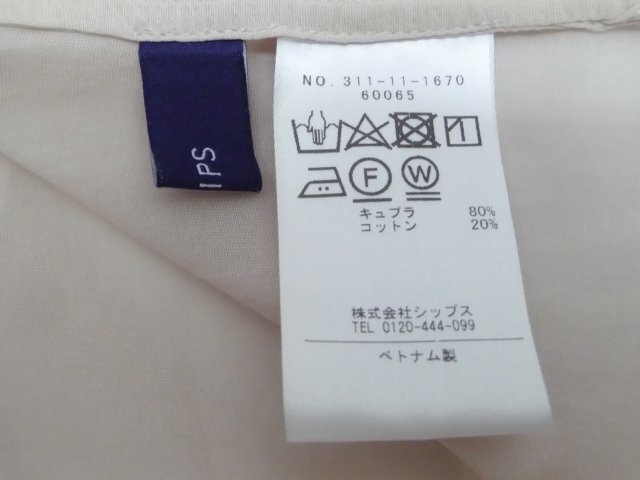 IPS
NO. 311-11-1670
60065
F W
キュプラ 80%
コットン 20%
株式会社シップス
TEL 0120-444-099
ベトナム製